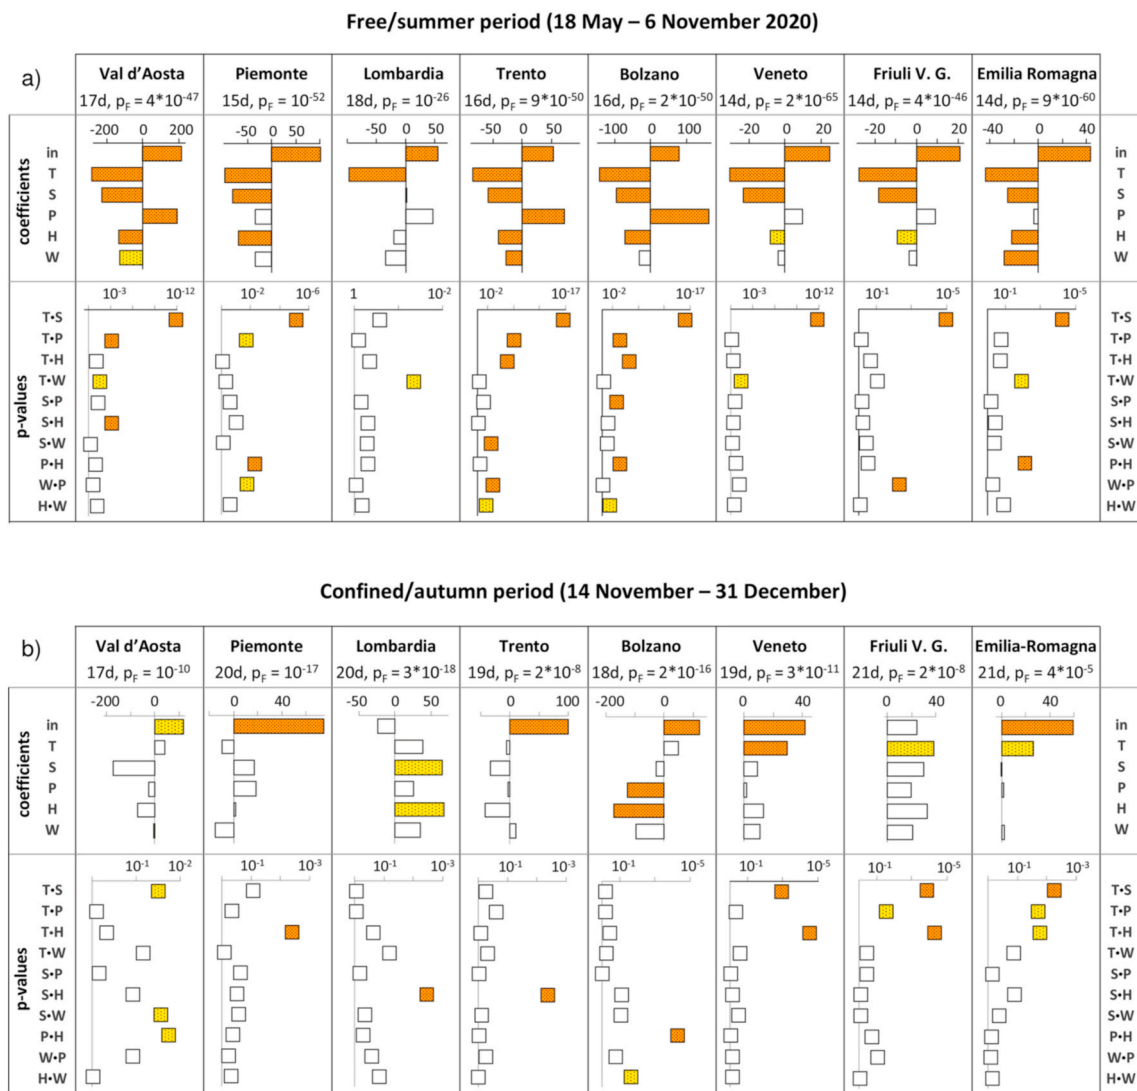 Free/summer period (18 May – 6 November 2020)
a)
Val d’Aosta Piemonte Lombardia Trento Bolzano Veneto Friuli V. G. Emilia Romagna
17d, pF = 4*10⁻⁴⁷ 15d, pF = 10⁻⁵² 18d, pF = 10⁻²⁶ 16d, pF = 9*10⁻⁵⁰ 16d, pF = 2*10⁻⁵⁰ 14d, pF = 2*10⁻⁶⁵ 14d, pF = 4*10⁻⁴⁶ 14d, pF = 9*10⁻⁶⁰
-200 0 200 -50 0 50 -100 -50 0 50 -50 0 50 -100 0 100 -20 0 20 -20 0 20 -40 0 40
coefficients
in in
T T
S S
P P
H H
W W
10⁻³ 10⁻¹² 10⁻² 10⁻⁶ 1 10⁻² 10⁻² 10⁻¹⁷ 10⁻² 10⁻¹⁷ 10⁻¹ 10⁻¹² 10⁻¹ 10⁻⁵ 10⁻¹ 10⁻⁵
p-values
T•S T•S
T•P T•P
T•H T•H
T•W T•W
S•P S•P
S•H S•H
S•W S•W
P•H P•H
W•P W•P
H•W H•W
Confined/autumn period (14 November – 31 December)
b)
Val d’Aosta Piemonte Lombardia Trento Bolzano Veneto Friuli V. G. Emilia-Romagna
17d, pF = 10⁻¹⁰ 20d, pF = 10⁻¹⁷ 20d, pF = 3*10⁻¹⁸ 19d, pF = 2*10⁻⁸ 18d, pF = 2*10⁻¹⁶ 19d, pF = 3*10⁻¹¹ 21d, pF = 2*10⁻⁸ 21d, pF = 4*10⁻⁵
-200 0 0 40 -50 0 50 0 100 -200 0 0 40 0 40 0 40
coefficients
in in
T T
S S
P P
H H
W W
10⁻¹ 10⁻² 10⁻¹ 10⁻³ 10⁻¹ 10⁻³ 10⁻¹ 10⁻³ 10⁻¹ 10⁻⁵ 10⁻¹ 10⁻⁵ 10⁻¹ 10⁻⁵ 10⁻¹ 10⁻³
p-values
T•S T•S
T•P T•P
T•H T•H
T•W T•W
S•P S•P
S•H S•H
S•W S•W
P•H P•H
W•P W•P
H•W H•W